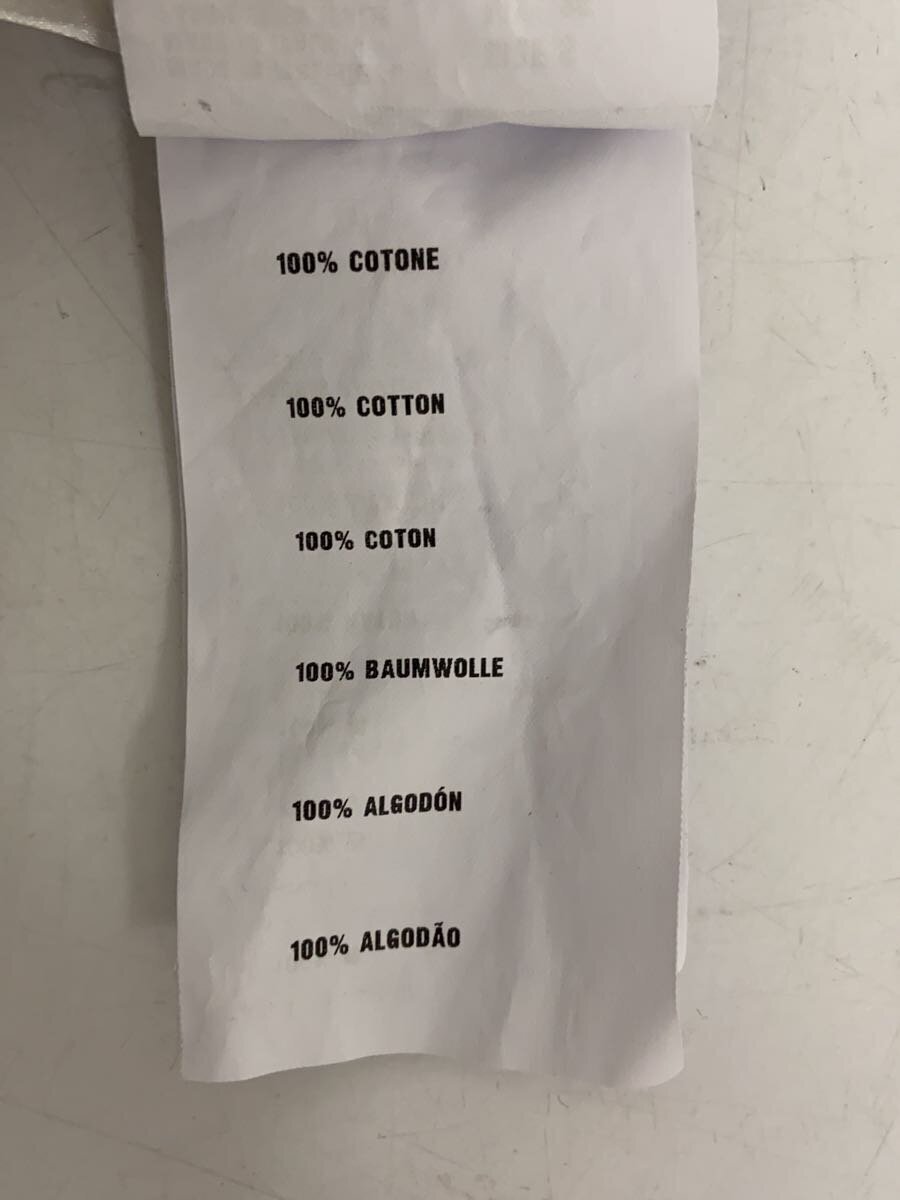 100% COTONE
100% COTTON
100% COTON
100% BAUMWOLLE
100% ALGODÓN
100% ALGODÃO